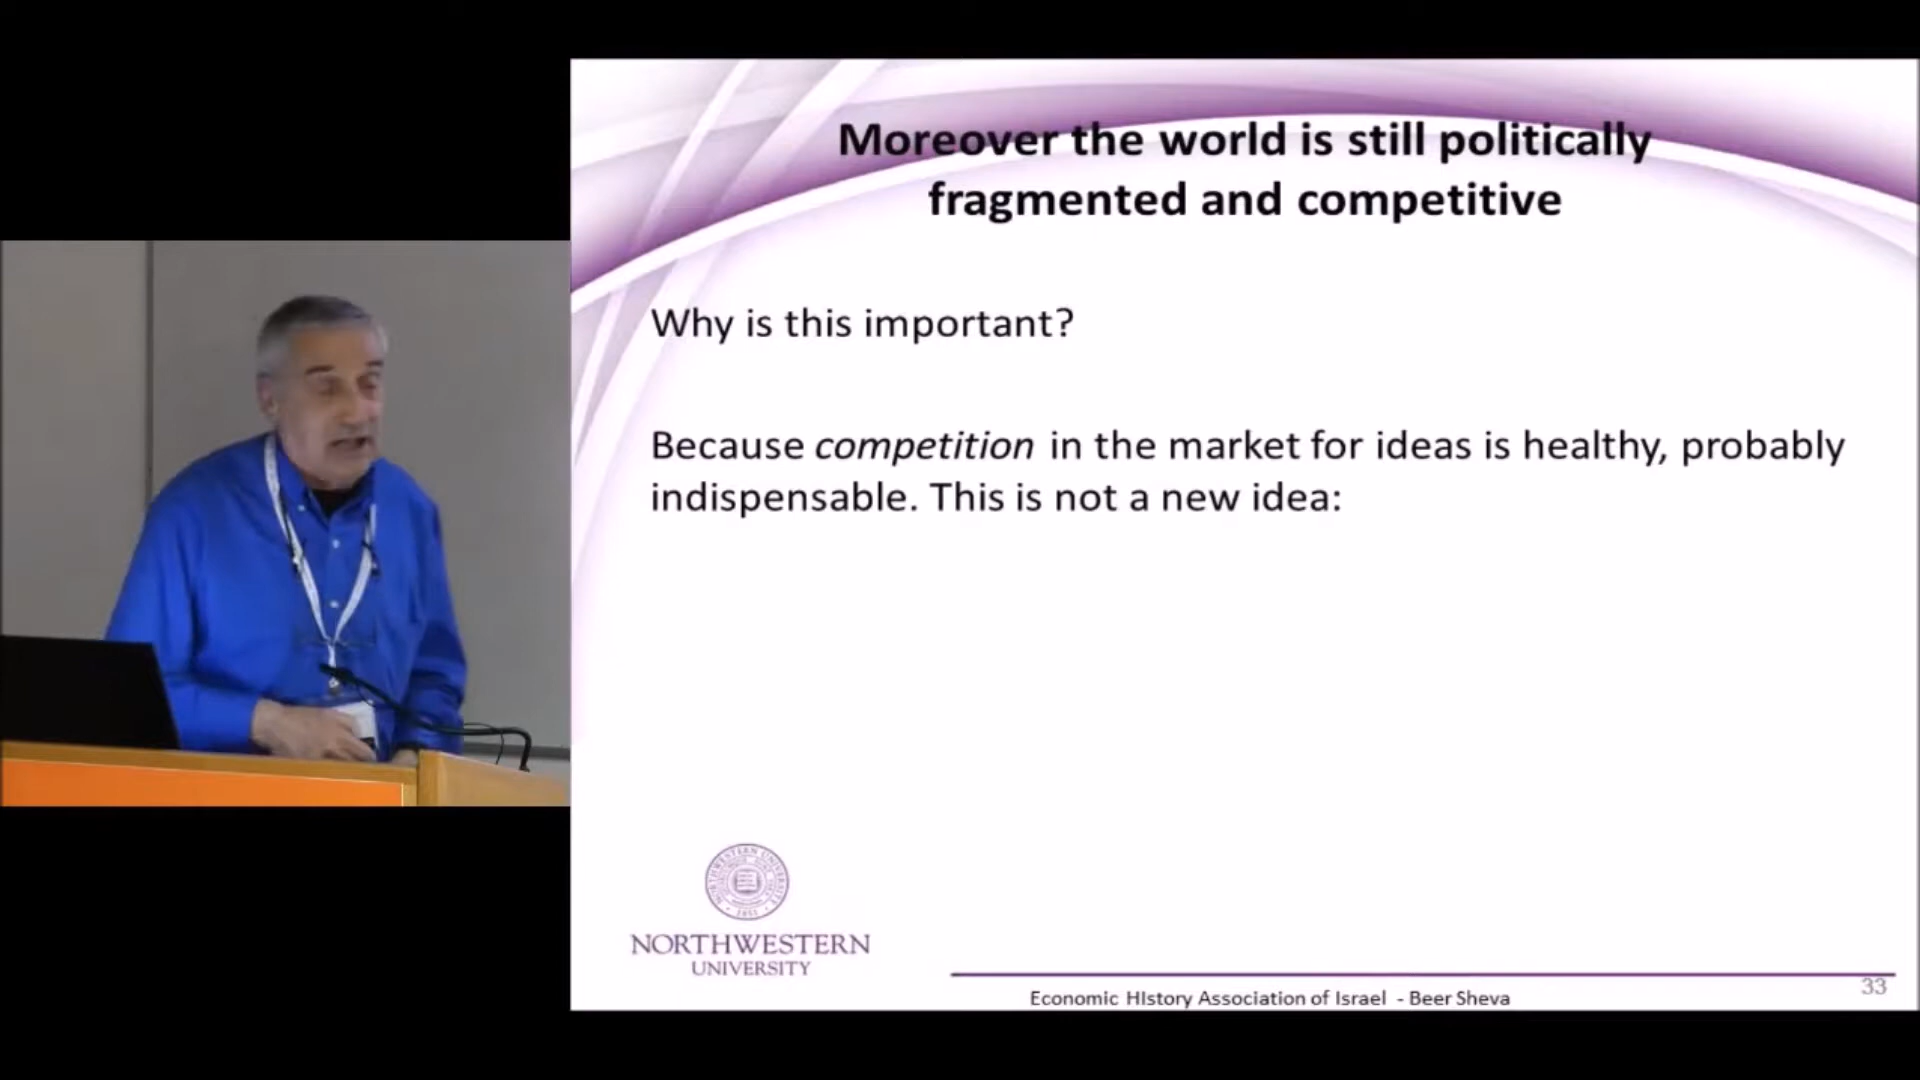 Moreover the world is still politically
fragmented and competitive
Why is this important?
Because competition in the market for ideas is healthy, probably
indispensable. This is not a new idea:
NORTHWESTERN
UNIVERSITY
Economic HIstory Association of Israel - Beer Sheva
33